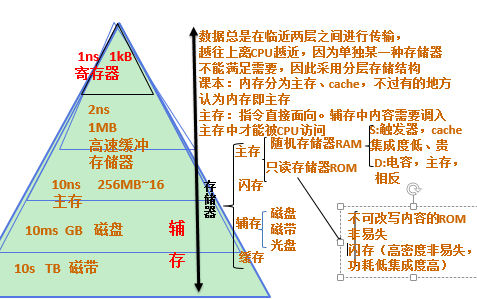 1ns 1kB
寄存器
2ns
1MB
高速缓冲
存储器
10ns 256MB~16
主存
10ms GB 磁盘
辅
存
10s TB 磁带
数据总是在临近两层之间进行传输，
越往上离CPU越近，因为单独某一种存储器
不能满足需要，因此采用分层存储结构
课本：内存分为主存、cache，不过有的地方
认为内存即主存
主存：指令直接面向。辅存中内容需要调入
主存中才能被CPU访问
存储器
主存
随机存储器RAM
只读存储器ROM
S:触发器，cache
集成度低、贵
D:电容，主存，
相反
闪存
辅存
磁盘
磁带
光盘
缓存
不可改写内容的ROM
非易失
闪存（高密度非易失，
功耗低集成度高）